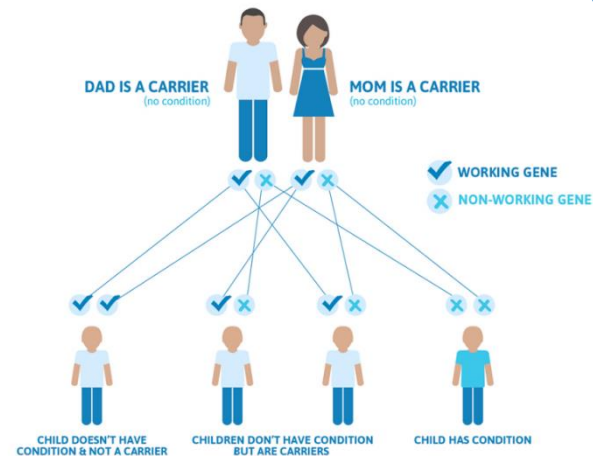 DAD IS A CARRIER
(no condition)
MOM IS A CARRIER
(no condition)
WORKING GENE
NON-WORKING GENE
CHILD DOESN'T HAVE
CONDITION & NOT A CARRIER
CHILDREN DON'T HAVE CONDITION
BUT ARE CARRIERS
CHILD HAS CONDITION